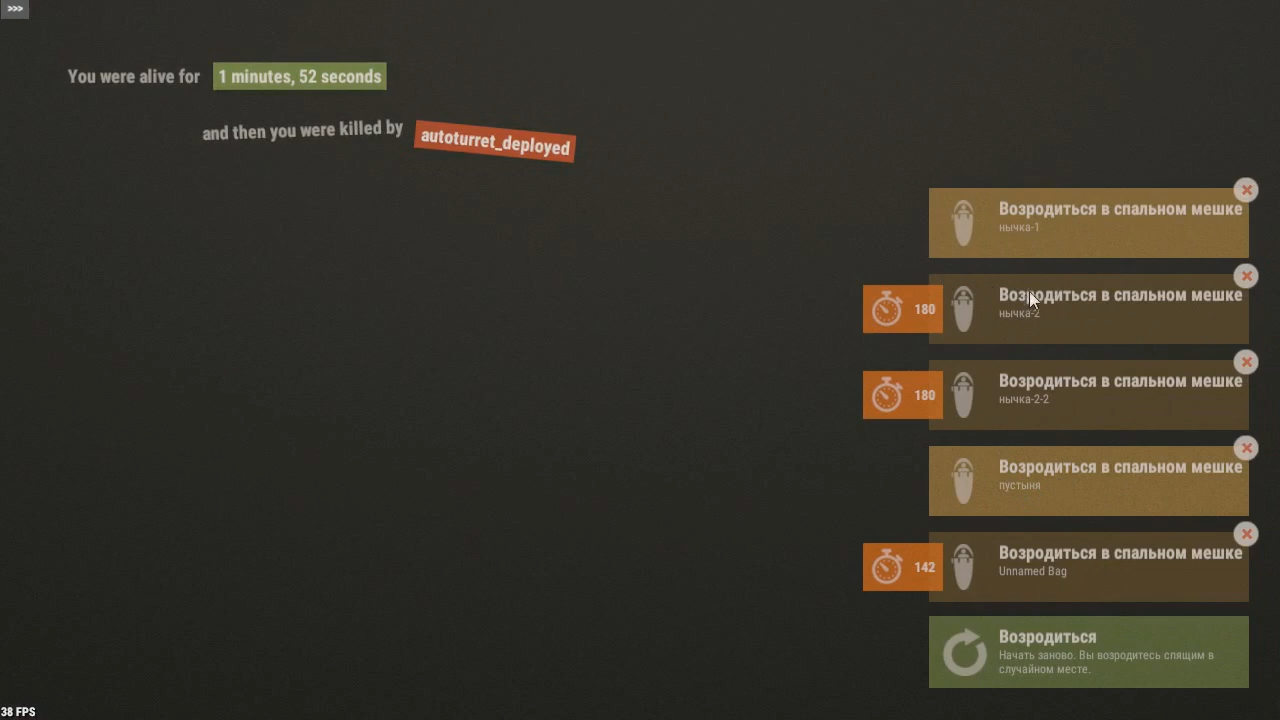 >>>
You were alive for 1 minutes, 52 seconds
and then you were killed by autoturret_deployed
Возродиться в спальном мешке
нычка-1
180
Возродиться в спальном мешке
нычка-2
180
Возродиться в спальном мешке
нычка-2-2
Возродиться в спальном мешке
пустыня
142
Возродиться в спальном мешке
Unnamed Bag
Возродиться
Начать заново. Вы возродитесь спящим в
случайном месте.
38 FPS